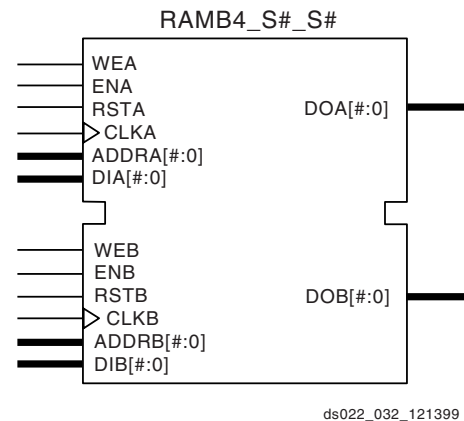 RAMB4_S#_S#
WEA
ENA
RSTA
DOA[#:0]
CLKA
ADDRA[#:0]
DIA[#:0]
WEB
ENB
RSTB
DOB[#:0]
CLKB
ADDRB[#:0]
DIB[#:0]
ds022_032_121399